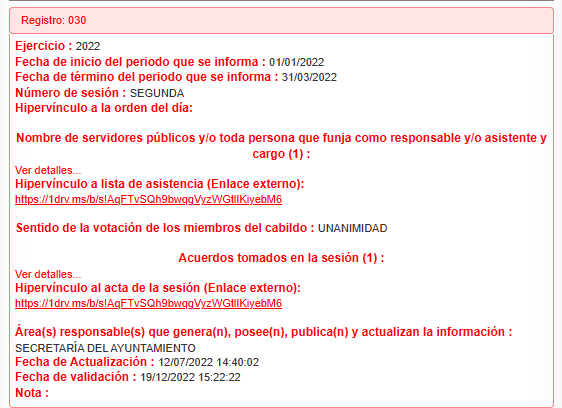 Registro: 030
Ejercicio : 2022
Fecha de inicio del periodo que se informa : 01/01/2022
Fecha de término del periodo que se informa : 31/03/2022
Número de sesión : SEGUNDA
Hipervínculo a la orden del día:
Nombre de servidores públicos y/o toda persona que funja como responsable y/o asistente y
cargo (1) :
Ver detalles...
Hipervínculo a lista de asistencia (Enlace externo):
https://1drv.ms/b/s!AqFTvSQh9bwqgVyzWGtllKiyebM6
Sentido de la votación de los miembros del cabildo : UNANIMIDAD
Acuerdos tomados en la sesión (1) :
Ver detalles...
Hipervínculo al acta de la sesión (Enlace externo):
https://1drv.ms/b/s!AqFTvSQh9bwqgVyzWGtllKiyebM6
Área(s) responsable(s) que genera(n), posee(n), publica(n) y actualizan la información :
SECRETARÍA DEL AYUNTAMIENTO
Fecha de Actualización : 12/07/2022 14:40:02
Fecha de validación : 19/12/2022 15:22:22
Nota :